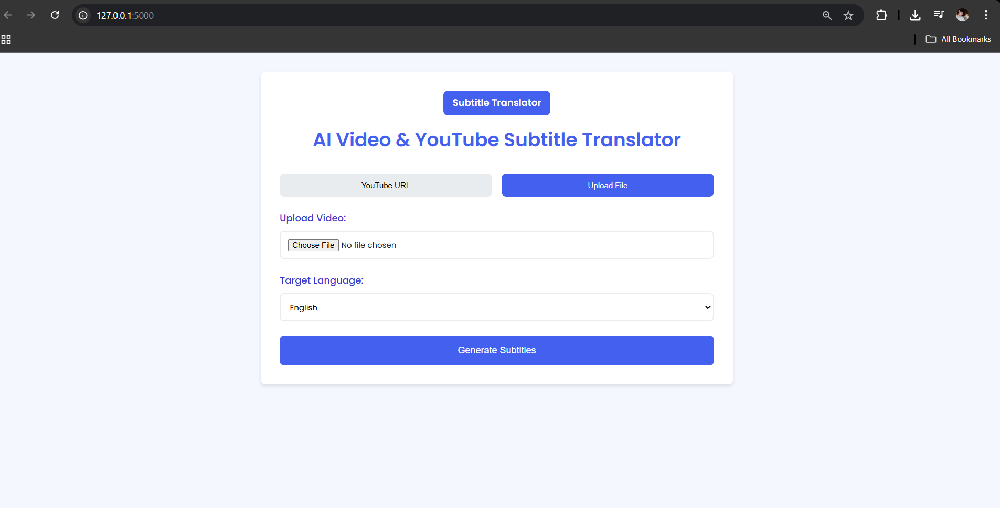 127.0.0.1:5000
All Bookmarks
Subtitle Translator
AI Video & YouTube Subtitle Translator
YouTube URL
Upload File
Upload Video:
Choose File No file chosen
Target Language:
English
Generate Subtitles